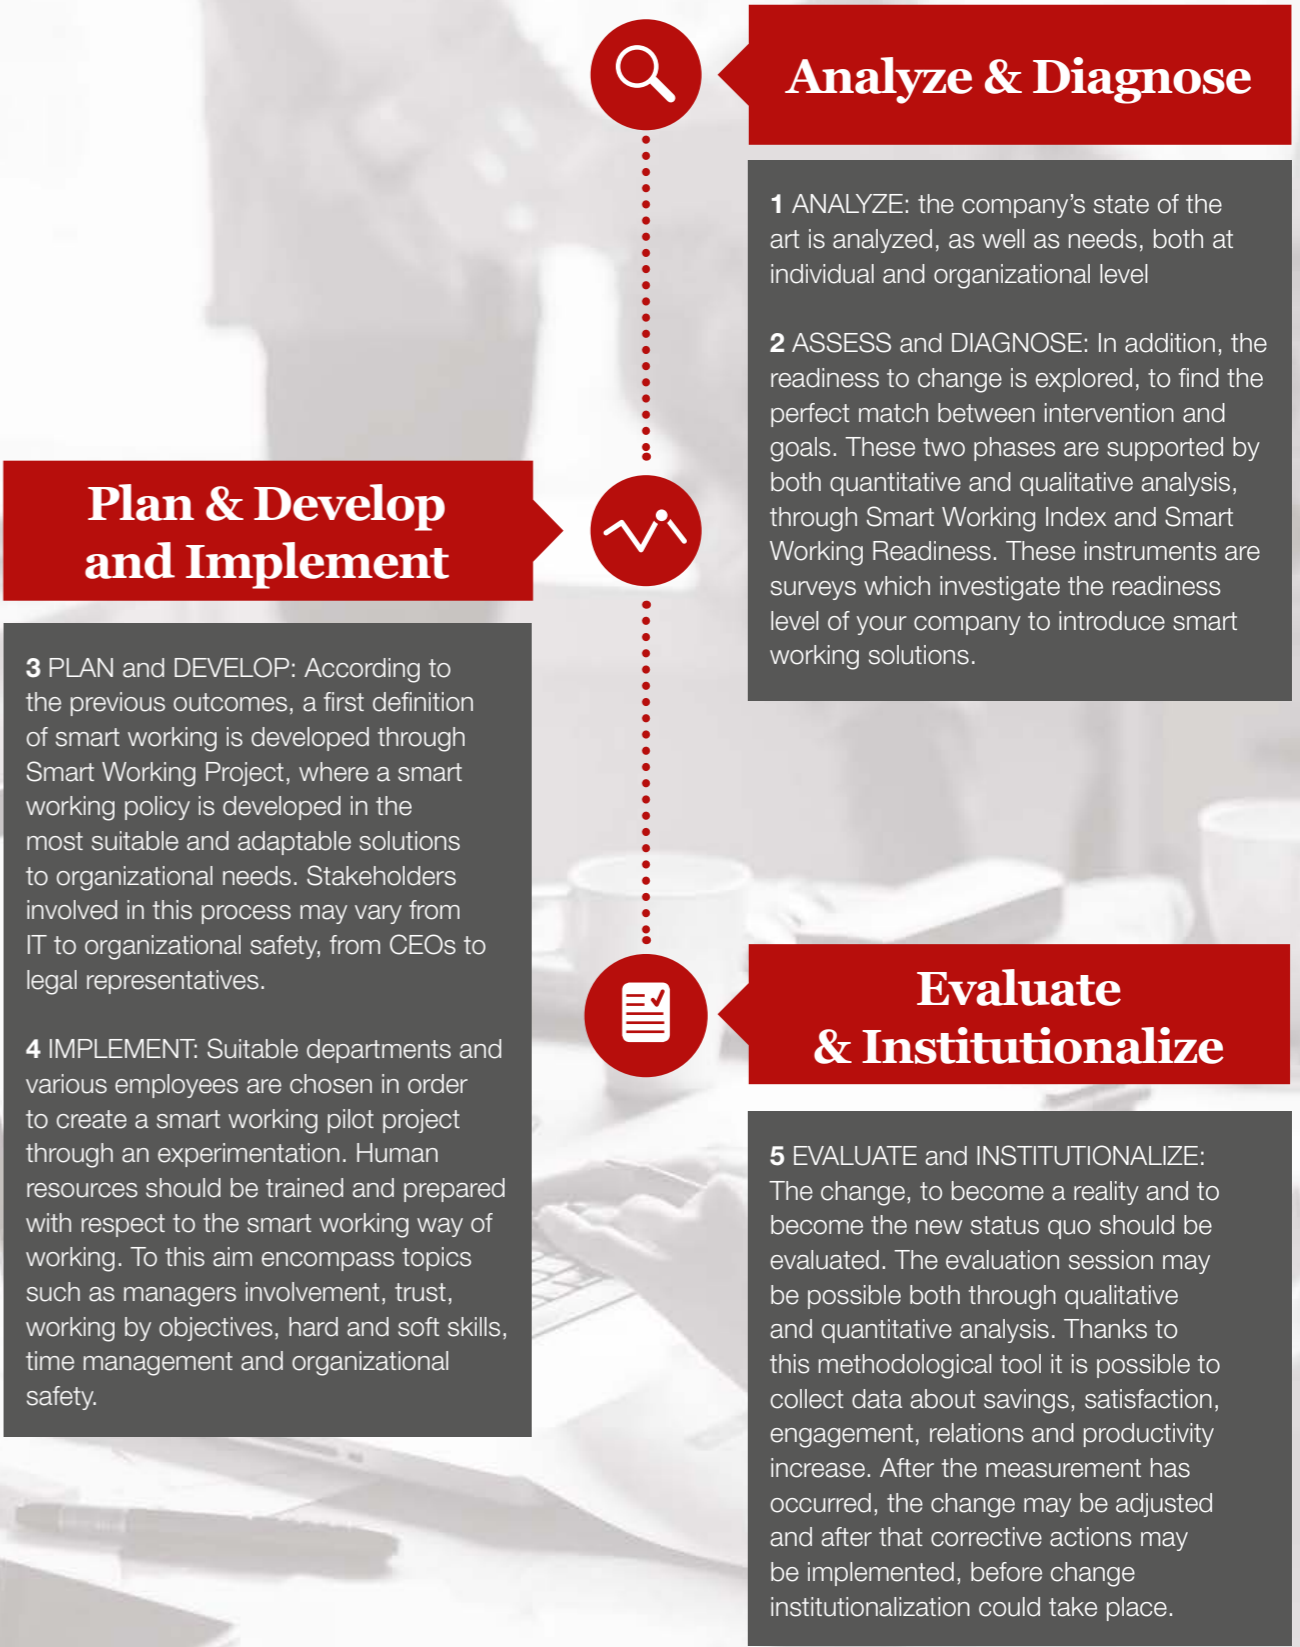 Analyze & Diagnose
1 ANALYZE: the company’s state of the
art is analyzed, as well as needs, both at
individual and organizational level
2 ASSESS and DIAGNOSE: In addition, the
readiness to change is explored, to find the
perfect match between intervention and
goals. These two phases are supported by
both quantitative and qualitative analysis,
through Smart Working Index and Smart
Working Readiness. These instruments are
surveys which investigate the readiness
level of your company to introduce smart
working solutions.
Plan & Develop
and Implement
3 PLAN and DEVELOP: According to
the previous outcomes, a first definition
of smart working is developed through
Smart Working Project, where a smart
working policy is developed in the
most suitable and adaptable solutions
to organizational needs. Stakeholders
involved in this process may vary from
IT to organizational safety, from CEOs to
legal representatives.
4 IMPLEMENT: Suitable departments and
various employees are chosen in order
to create a smart working pilot project
through an experimentation. Human
resources should be trained and prepared
with respect to the smart working way of
working. To this aim encompass topics
such as managers involvement, trust,
working by objectives, hard and soft skills,
time management and organizational
safety.
Evaluate
& Institutionalize
5 EVALUATE and INSTITUTIONALIZE:
The change, to become a reality and to
become the new status quo should be
evaluated. The evaluation session may
be possible both through qualitative
and quantitative analysis. Thanks to
this methodological tool it is possible to
collect data about savings, satisfaction,
engagement, relations and productivity
increase. After the measurement has
occurred, the change may be adjusted
and after that corrective actions may
be implemented, before change
institutionalization could take place.